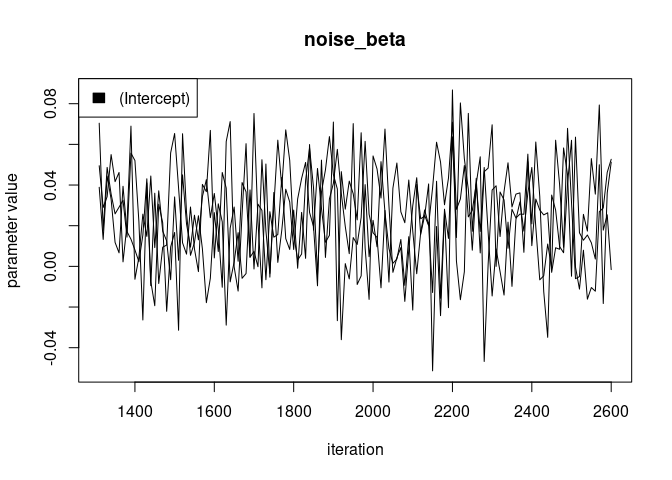 noise_beta
(Intercept)
parameter value
0.08
0.04
0.00
-0.04
1400 1600 1800 2000 2200 2400 2600
iteration